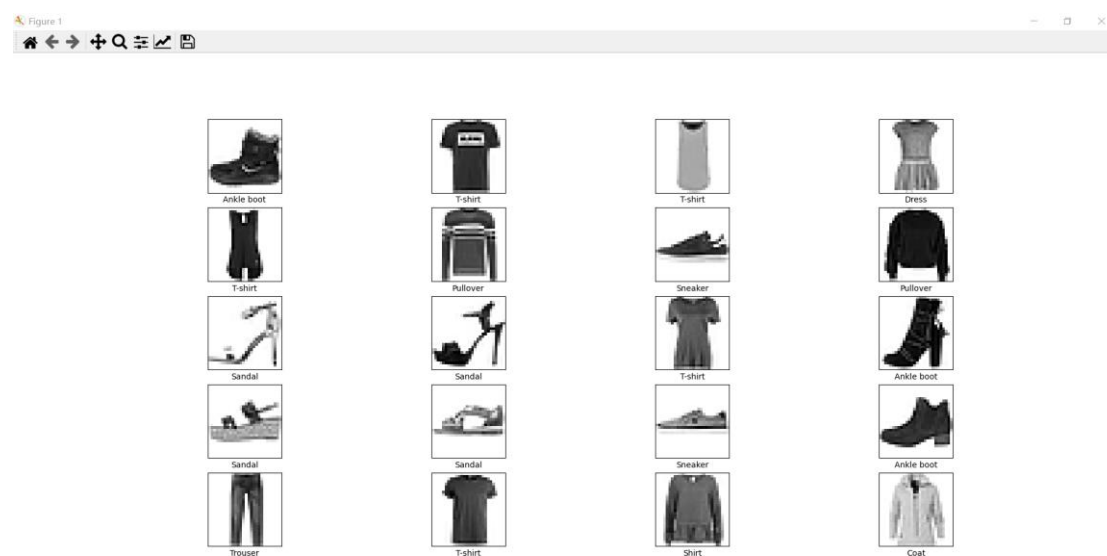 Figure 1
Ankle boot T-shirt T-shirt Dress
T-shirt Pullover Sneaker Pullover
Sandal Sandal T-shirt Ankle boot
Sandal Sandal Sneaker Ankle boot
Trouser T-shirt Shirt Coat